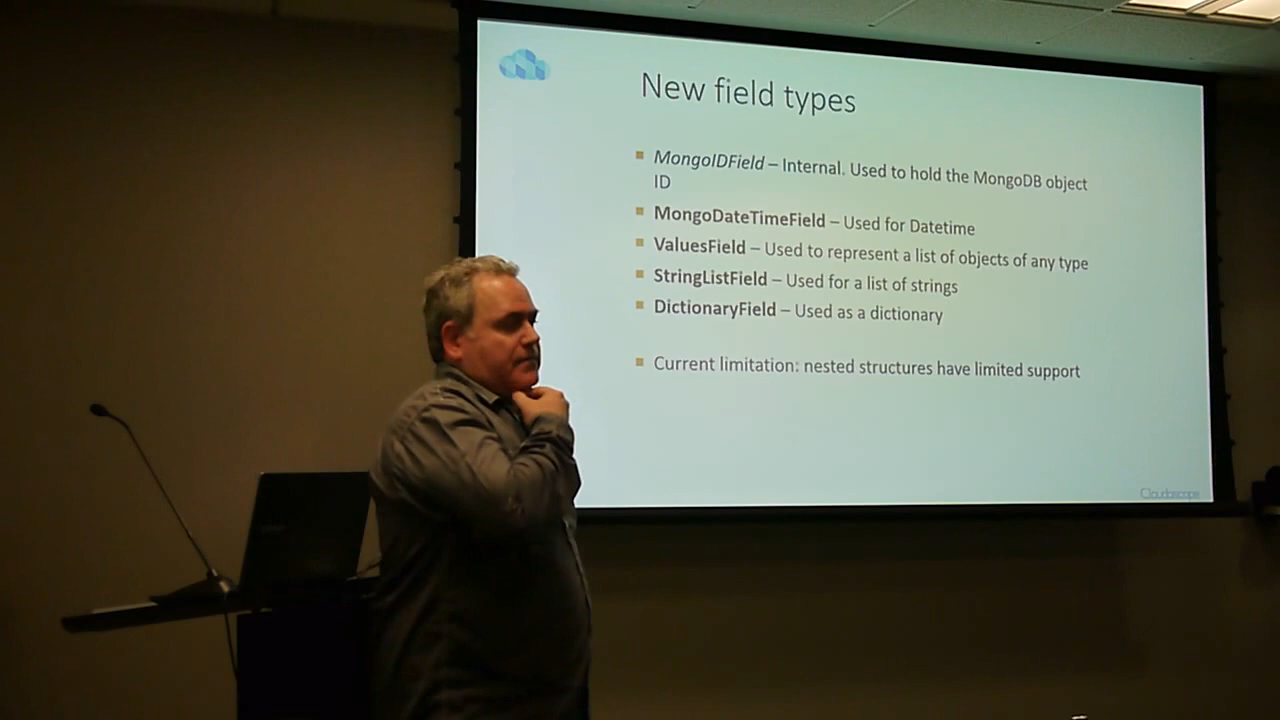 New field types
MongoIDField – Internal. Used to hold the MongoDB object
ID
MongoDateTimeField – Used for Datetime
ValuesField – Used to represent a list of objects of any type
StringListField – Used for a list of strings
DictionaryField – Used as a dictionary
Current limitation: nested structures have limited support
Cloudoscope